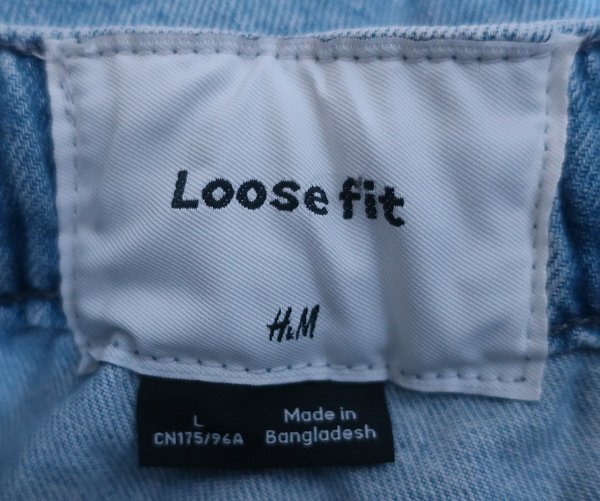 Loose fit
H&M
L
CN175/96A
Made in
Bangladesh